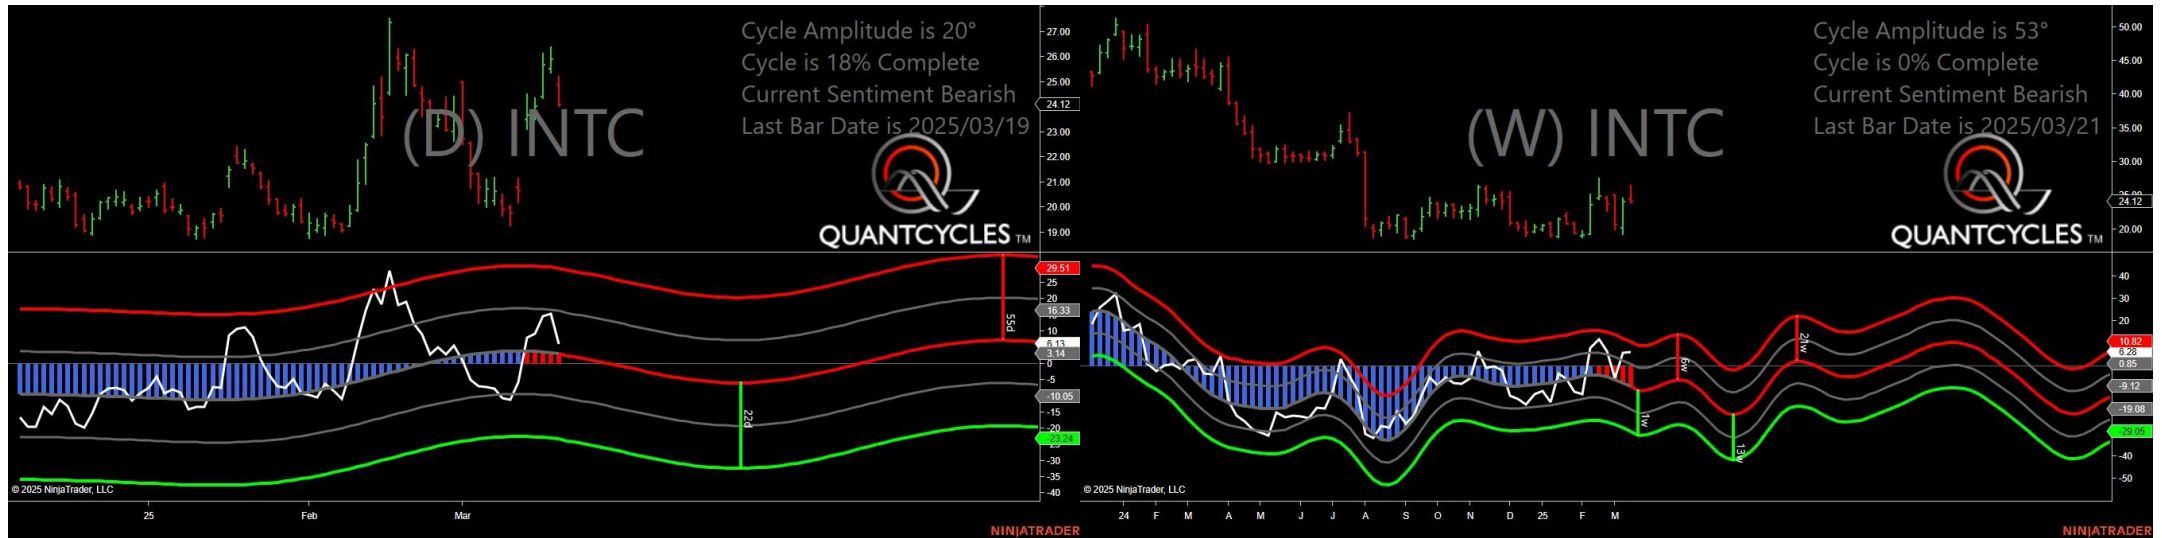 Cycle Amplitude is 20°
Cycle is 18% Complete
Current Sentiment Bearish
Last Bar Date is 2025/03/19
(D) INTC
QUANTCYCLES TM
27.00
26.00
25.00
24.12
23.00
22.00
21.00
20.00
19.00
29.51
25
20
16.33
10
6.13
3.14
0
-5
-10.05
-15
-20
-23.24
-30
-35
-40
55d
22d
© 2025 NinjaTrader, LLC
25 Feb Mar
NINJATRADER
Cycle Amplitude is 53°
Cycle is 0% Complete
Current Sentiment Bearish
Last Bar Date is 2025/03/21
(W) INTC
QUANTCYCLES TM
50.00
45.00
40.00
35.00
30.00
25.00
24.12
20.00
40
30
20
10.82
6.28
0.85
-9.12
-19.08
-29.05
-40
-50
6w
21w
1w
13w
© 2025 NinjaTrader, LLC
24 F M A M J J A S O N D 25 F M
NINJATRADER